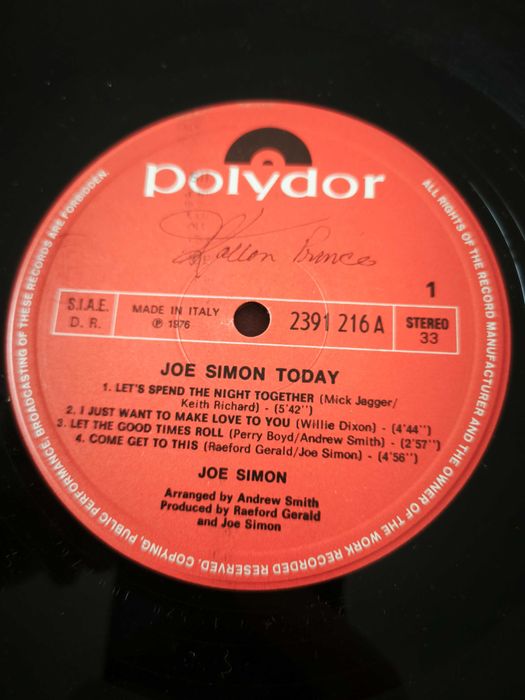 polydor
Prince
1
S.I.A.E.
D. R.
MADE IN ITALY
℗ 1976
2391 216 A
STEREO
33
JOE SIMON TODAY
1. LET'S SPEND THE NIGHT TOGETHER (Mick Jagger/
Keith Richard) - (5'42'')
2. I JUST WANT TO MAKE LOVE TO YOU (Willie Dixon) - (4'44'')
3. LET THE GOOD TIMES ROLL (Perry Boyd/Andrew Smith) - (2'57'')
4. COME GET TO THIS (Raeford Gerald/Joe Simon) - (4'56'')
JOE SIMON
Arranged by Andrew Smith
Produced by Raeford Gerald
and Joe Simon
ALL RIGHTS OF THE RECORD MANUFACTURER AND THE OWNER OF THE WORK RECORDED RESERVED. COPYING, PUBLIC PERFORMANCE, BROADCASTING OF THESE RECORDS ARE FORBIDDEN.